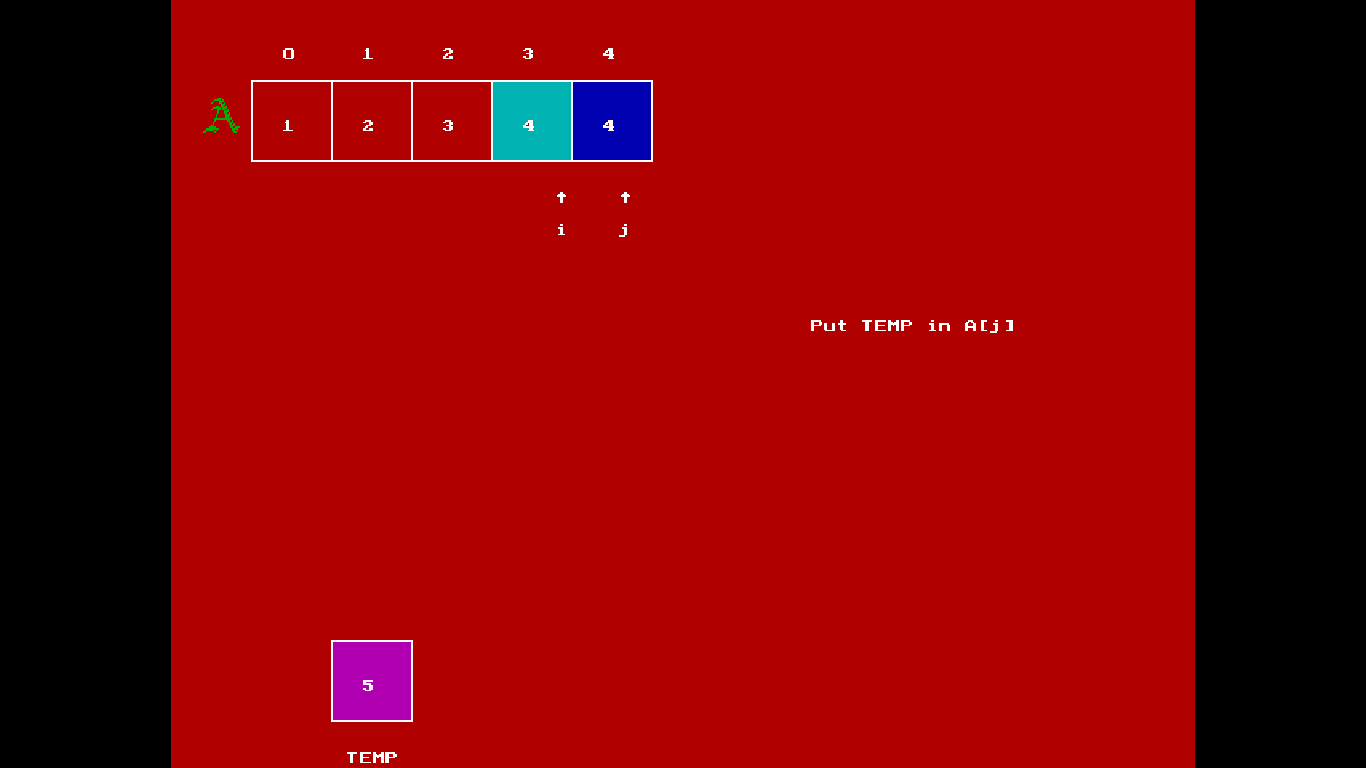 0 1 2 3 4
A 1 2 3 4 4
↑ ↑
i j
Put TEMP in A[j]
5
TEMP